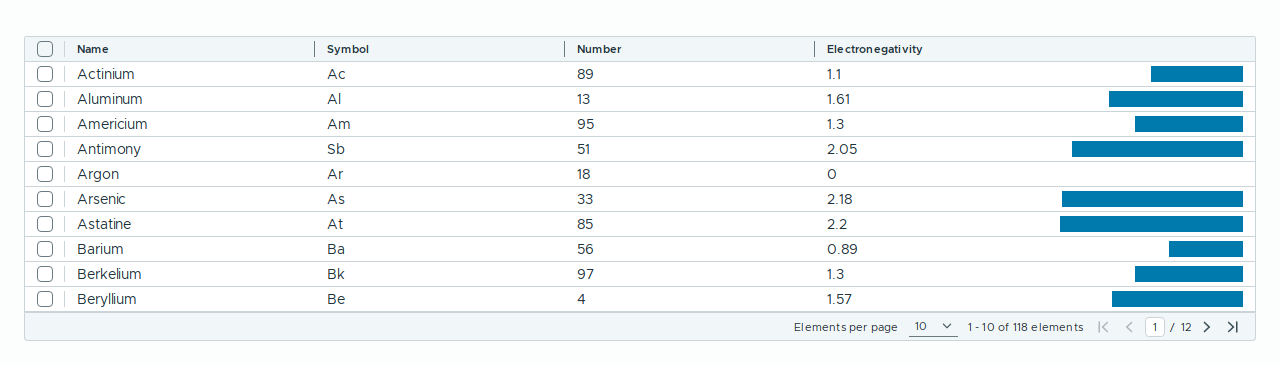 Name Symbol Number Electronegativity
Actinium Ac 89 1.1
Aluminum Al 13 1.61
Americium Am 95 1.3
Antimony Sb 51 2.05
Argon Ar 18 0
Arsenic As 33 2.18
Astatine At 85 2.2
Barium Ba 56 0.89
Berkelium Bk 97 1.3
Beryllium Be 4 1.57
Elements per page 10 1 - 10 of 118 elements 1 / 12